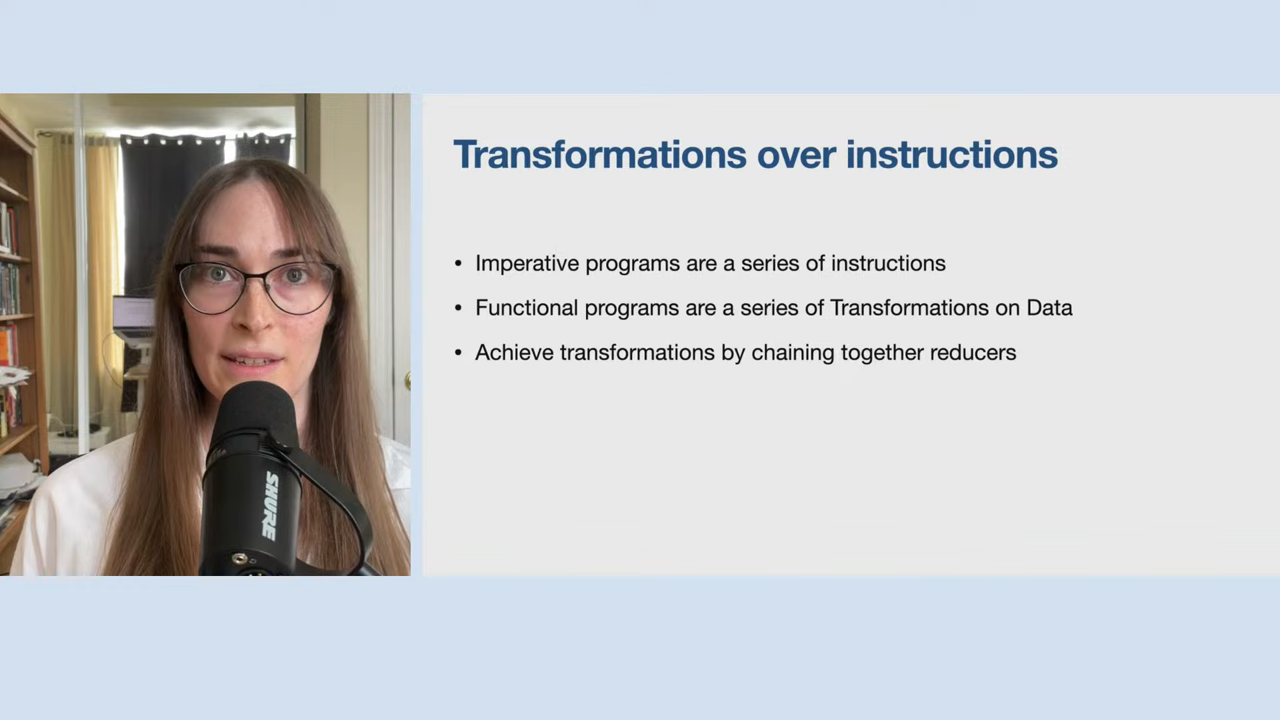 Transformations over instructions
• Imperative programs are a series of instructions
• Functional programs are a series of Transformations on Data
• Achieve transformations by chaining together reducers
SHURE